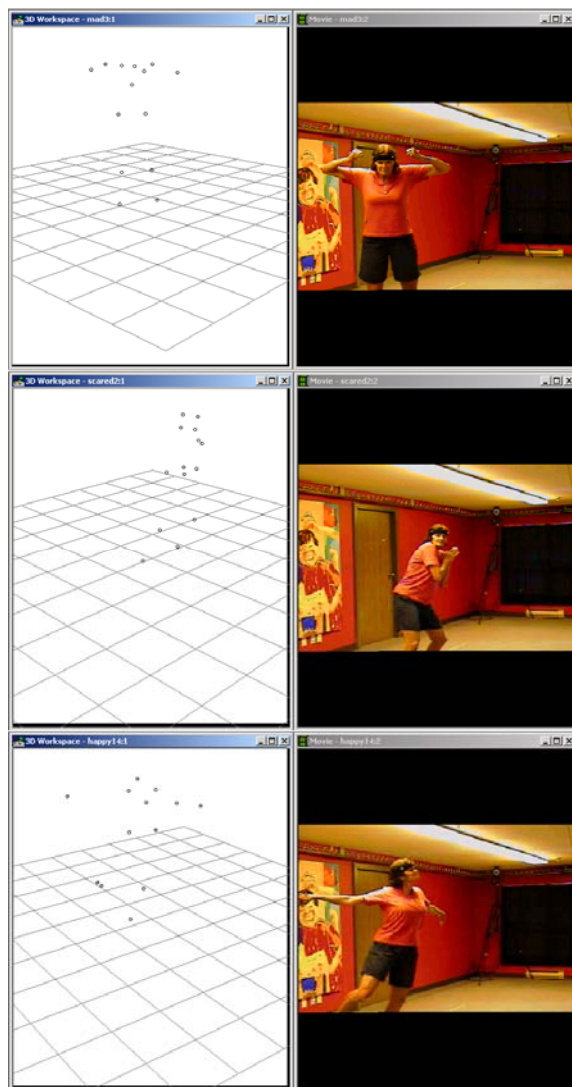 3D Workspace - mad3:1
Movie - mad3:2
3D Workspace - scared2:1
Movie - scared2:2
3D Workspace - happy14:1
Movie - happy14:2